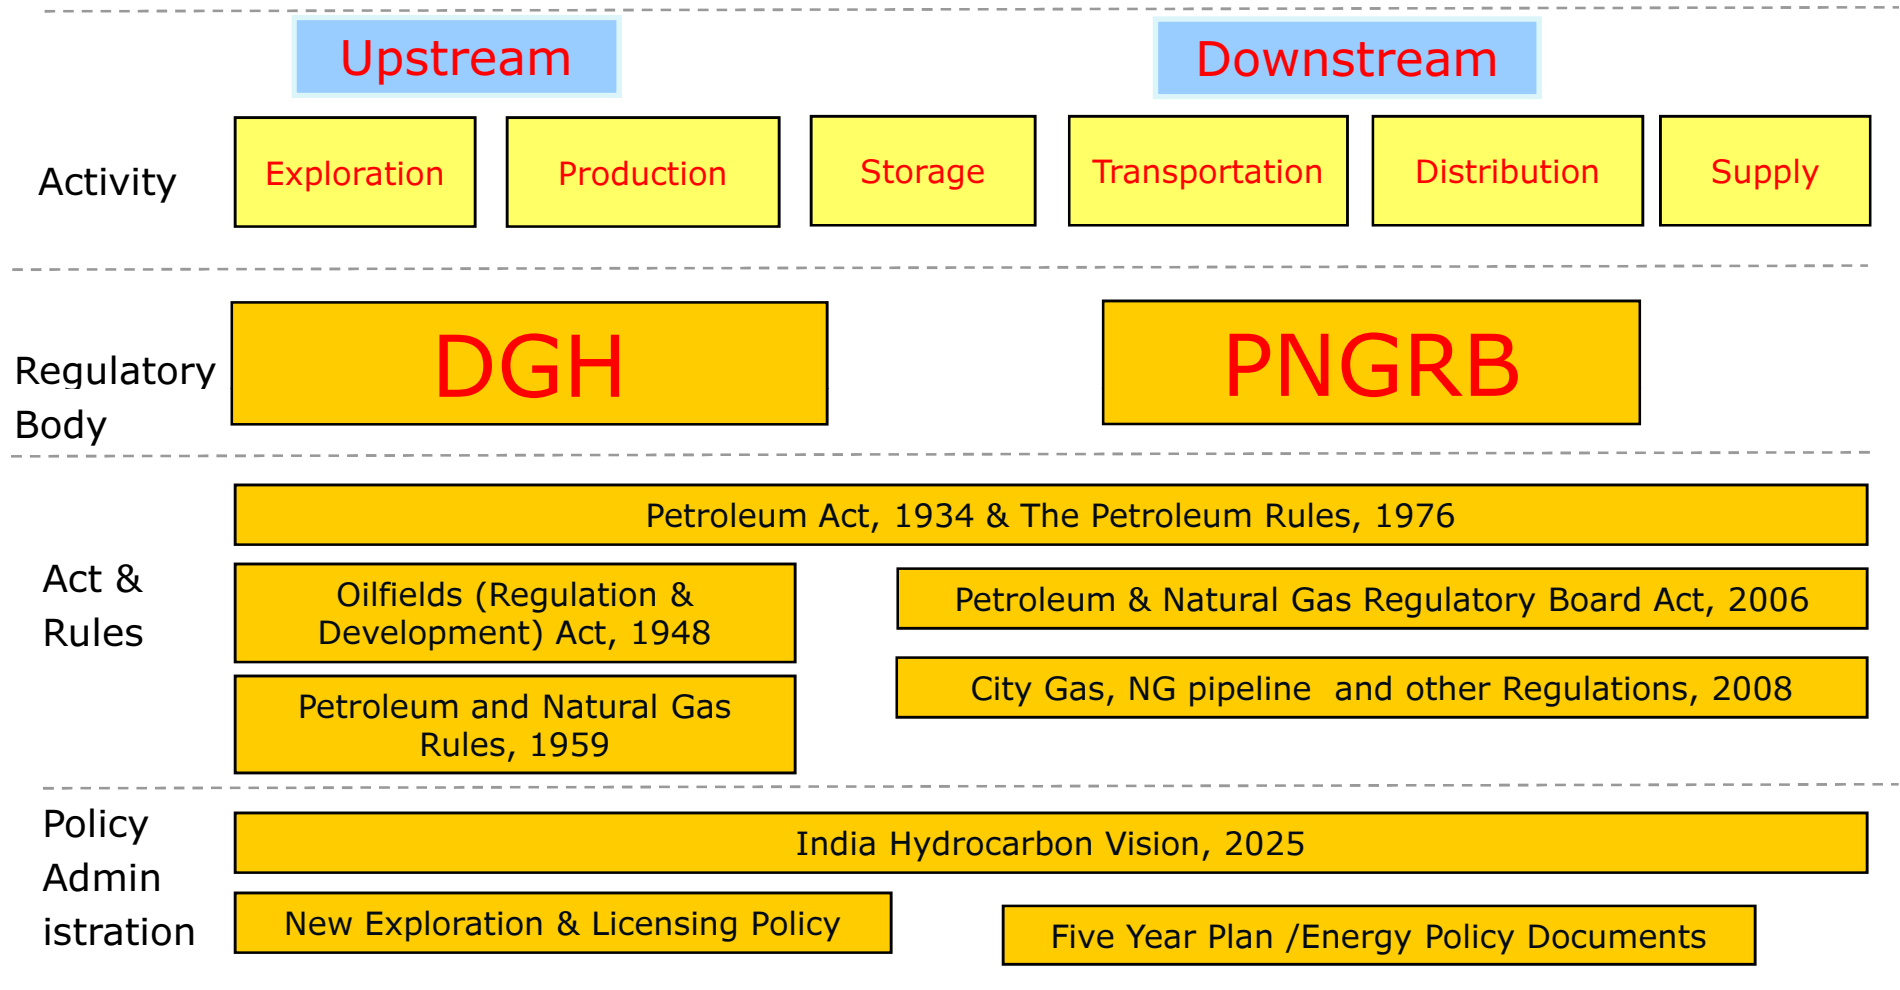 Upstream
Downstream
Activity
Exploration
Production
Storage
Transportation
Distribution
Supply
Regulatory
Body
DGH
PNGRB
Act &
Rules
Petroleum Act, 1934 & The Petroleum Rules, 1976
Oilfields (Regulation &
Development) Act, 1948
Petroleum & Natural Gas Regulatory Board Act, 2006
Petroleum and Natural Gas
Rules, 1959
City Gas, NG pipeline  and other Regulations, 2008
Policy
Admin
istration
India Hydrocarbon Vision, 2025
New Exploration & Licensing Policy
Five Year Plan /Energy Policy Documents